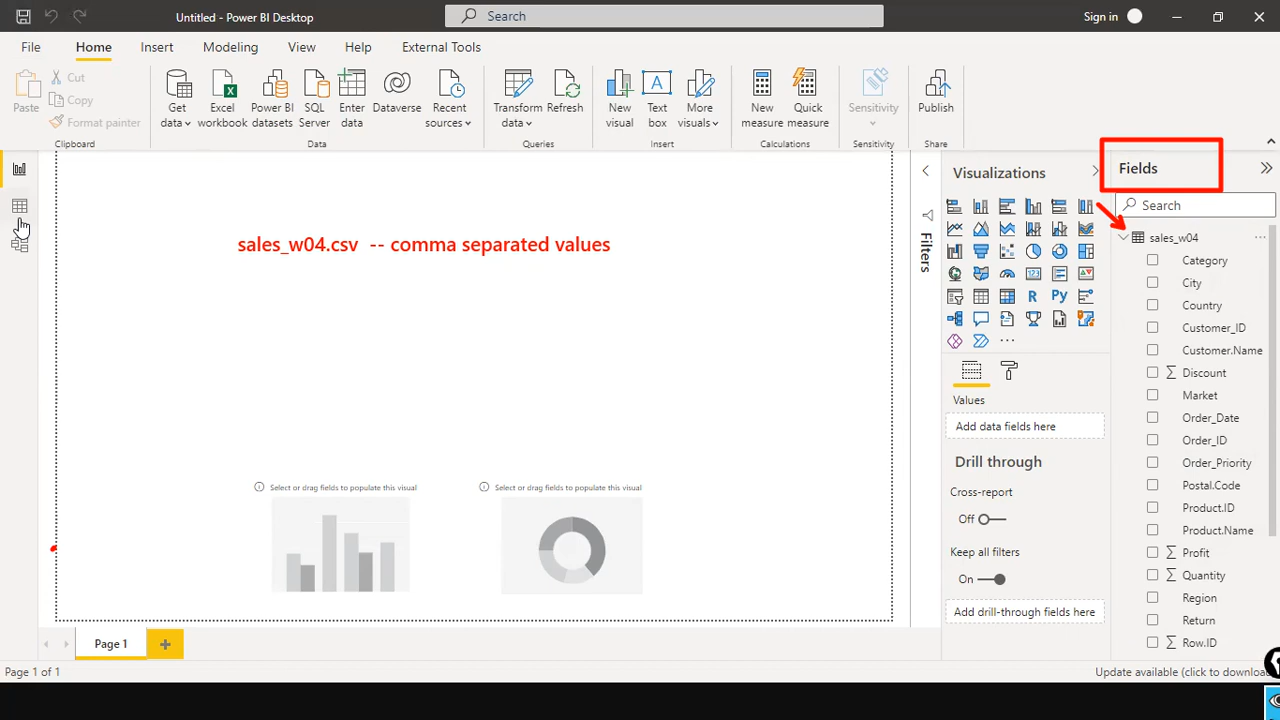 Untitled - Power BI Desktop
Search
Sign in
File
Home
Insert
Modeling
View
Help
External Tools
Paste
Cut
Copy
Format painter
Get data
Excel workbook
Power BI datasets
SQL Server
Enter data
Dataverse
Recent sources
Transform data
Refresh
New visual
Text box
More visuals
New measure
Quick measure
Sensitivity
Publish
Clipboard
Data
Queries
Insert
Calculations
Sensitivity
Share
sales_w04.csv -- comma separated values
Select or drag fields to populate this visual
Select or drag fields to populate this visual
Filters
Visualizations
R
Py
Values
Add data fields here
Drill through
Cross-report
Off
Keep all filters
On
Add drill-through fields here
Fields
Search
sales_w04
Category
City
Country
Customer_ID
Customer.Name
Discount
Market
Order_Date
Order_ID
Order_Priority
Postal.Code
Product.ID
Product.Name
Profit
Quantity
Region
Return
Row.ID
Page 1
Page 1 of 1
Update available (click to download